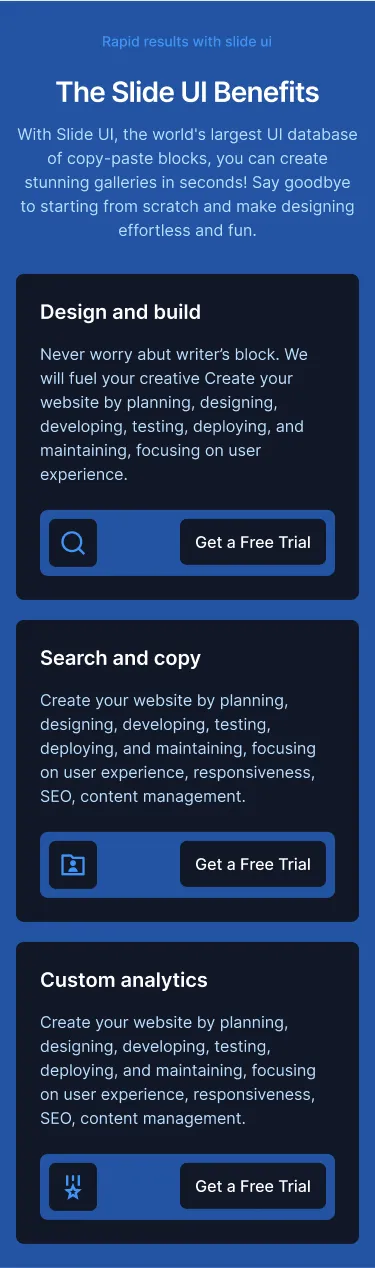 Rapid results with slide ui
The Slide UI Benefits
With Slide UI, the world's largest UI database
of copy-paste blocks, you can create
stunning galleries in seconds! Say goodbye
to starting from scratch and make designing
effortless and fun.
Design and build
Never worry abut writer’s block. We
will fuel your creative Create your
website by planning, designing,
developing, testing, deploying, and
maintaining, focusing on user
experience.
Get a Free Trial
Search and copy
Create your website by planning,
designing, developing, testing,
deploying, and maintaining, focusing
on user experience, responsiveness,
SEO, content management.
Get a Free Trial
Custom analytics
Create your website by planning,
designing, developing, testing,
deploying, and maintaining, focusing
on user experience, responsiveness,
SEO, content management.
Get a Free Trial